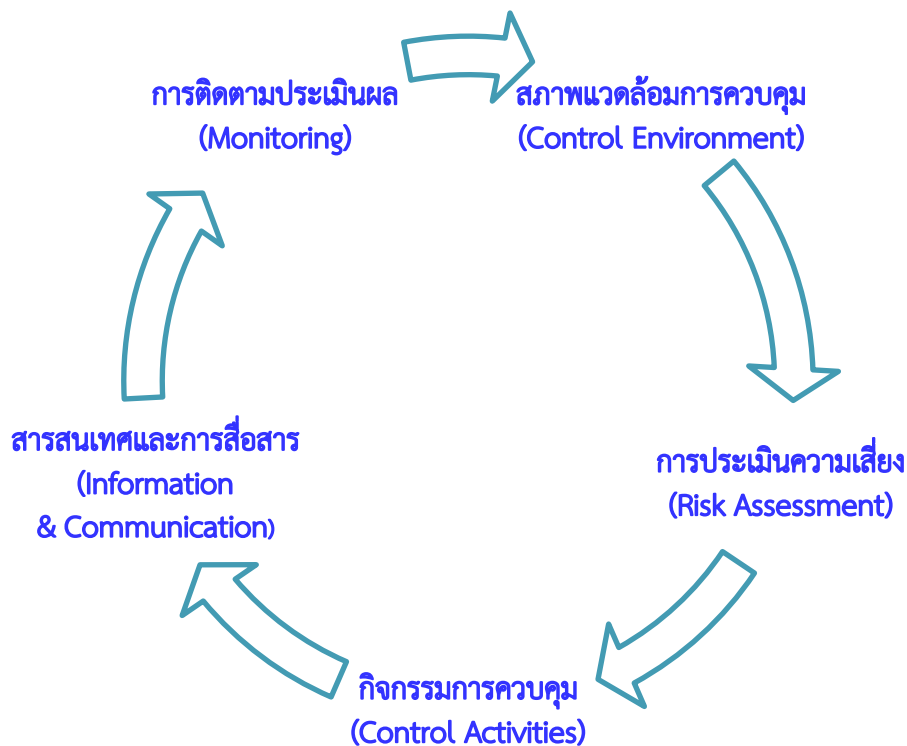 การติดตามประเมินผล
(Monitoring)
สภาพแวดล้อมการควบคุม
(Control Environment)
การประเมินความเสี่ยง
(Risk Assessment)
กิจกรรมการควบคุม
(Control Activities)
สารสนเทศและการสื่อสาร
(Information
& Communication)